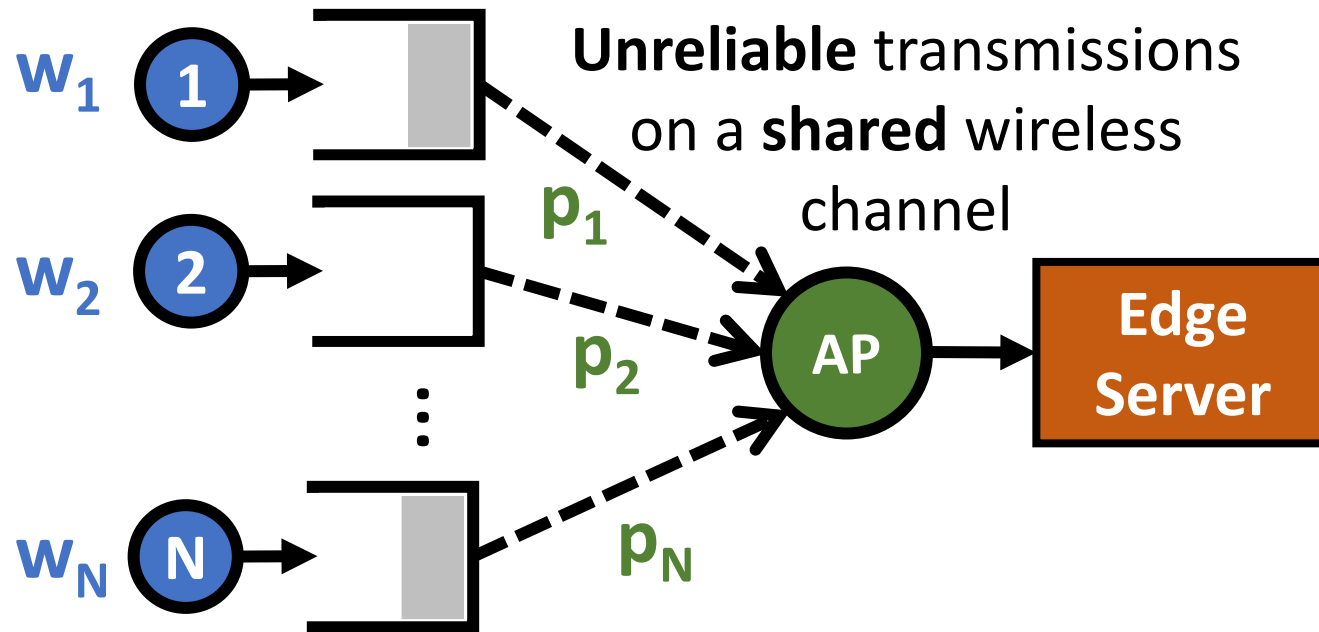 w1 1 Unreliable transmissions
on a shared wireless
channel
p1
w2 2
p2
AP
Edge
Server
wN N
pN